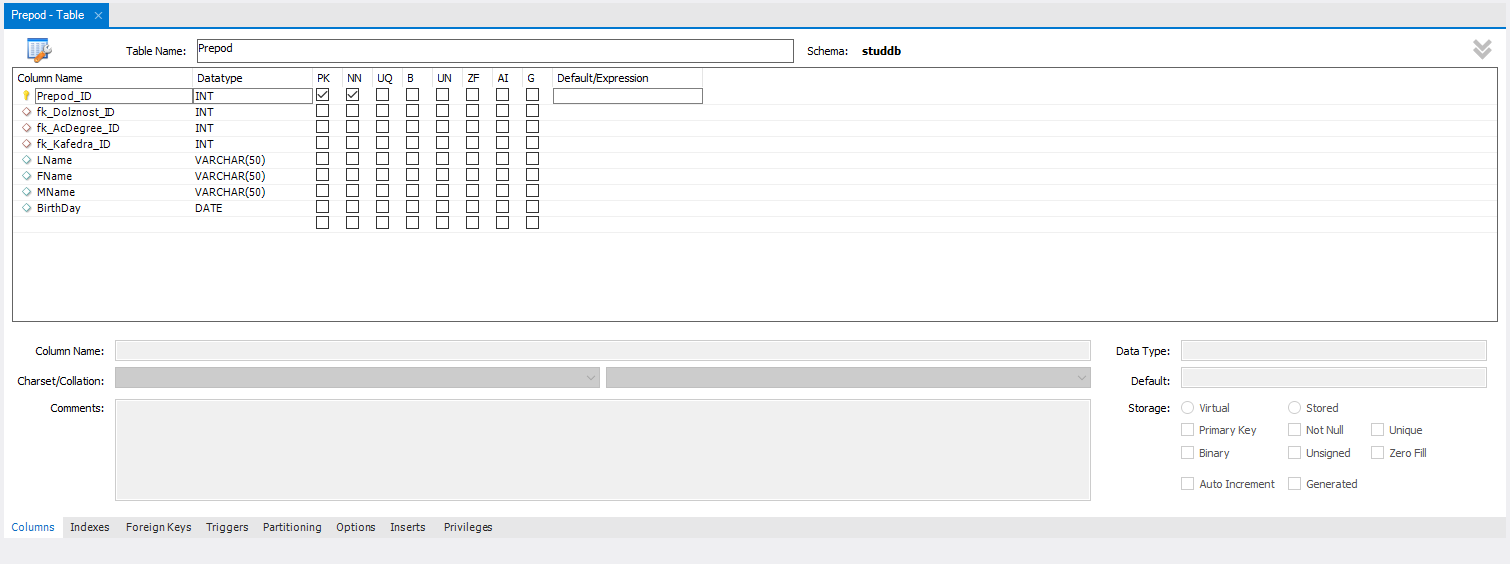 Prepod - Table ×
Table Name: Prepod Schema: studdb
Column Name Datatype PK NN UQ B UN ZF AI G Default/Expression
Prepod_ID INT
fk_Dolznost_ID INT
fk_AcDegree_ID INT
fk_Kafedra_ID INT
LName VARCHAR(50)
FName VARCHAR(50)
MName VARCHAR(50)
BirthDay DATE
Column Name: Data Type:
Charset/Collation: Default:
Comments: Storage: Virtual Stored
Primary Key Not Null Unique
Binary Unsigned Zero Fill
Auto Increment Generated
Columns Indexes Foreign Keys Triggers Partitioning Options Inserts Privileges